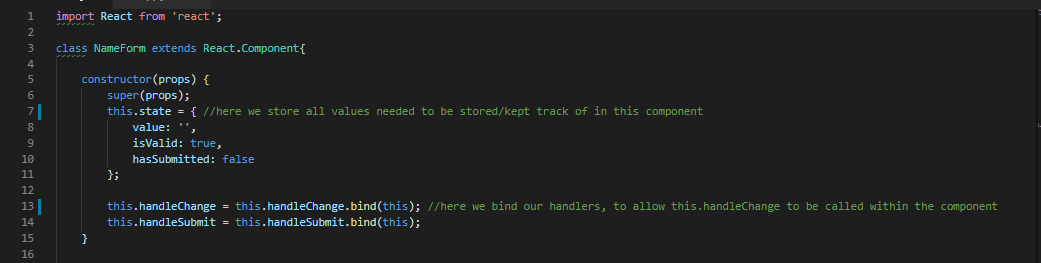 1 import React from 'react';
2
3 class NameForm extends React.Component{
4
5 constructor(props) {
6 super(props);
7 this.state = { //here we store all values needed to be stored/kept track of in this component
8 value: '',
9 isValid: true,
10 hasSubmitted: false
11 };
12
13 this.handleChange = this.handleChange.bind(this); //here we bind our handlers, to allow this.handleChange to be called within the component
14 this.handleSubmit = this.handleSubmit.bind(this);
15 }
16